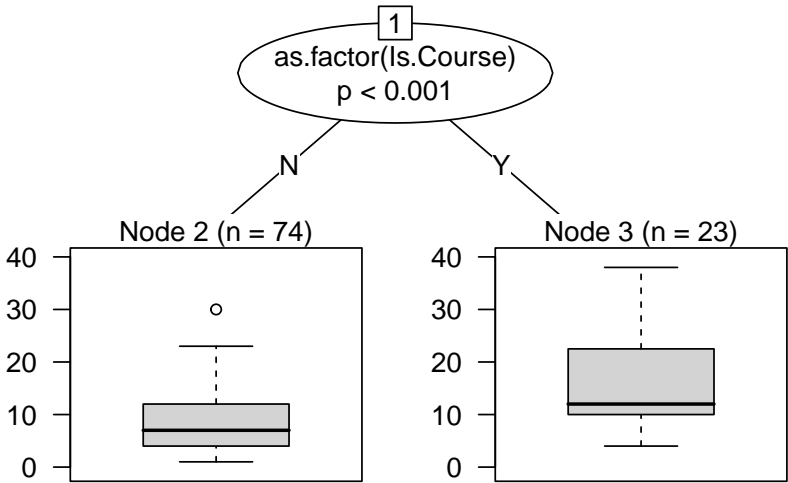 1
as.factor(Is.Course)
p < 0.001
N
Y
Node 2 (n = 74)
40
30
20
10
0
Node 3 (n = 23)
40
30
20
10
0